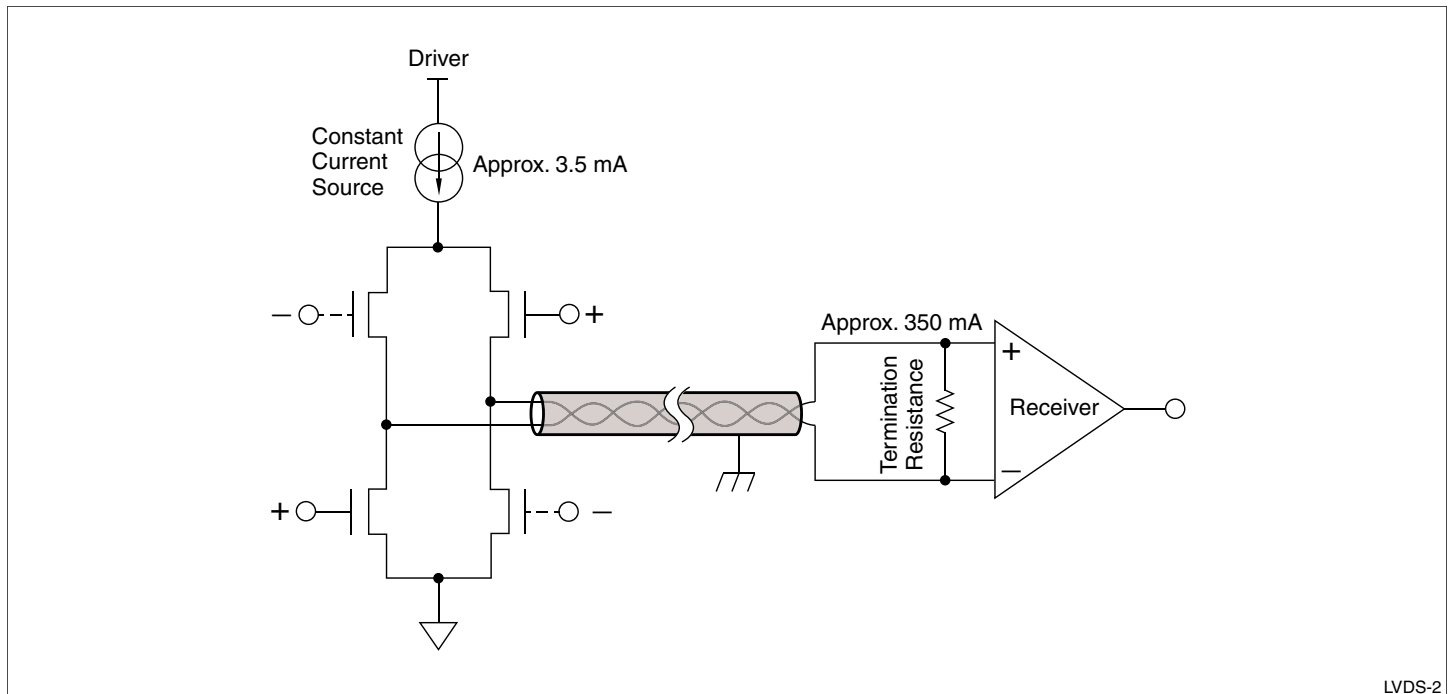 Driver
Constant
Current
Source
Approx. 3.5 mA
− +
Approx. 350 mA
+
Termination
Resistance
Receiver
−
+ −
LVDS-2